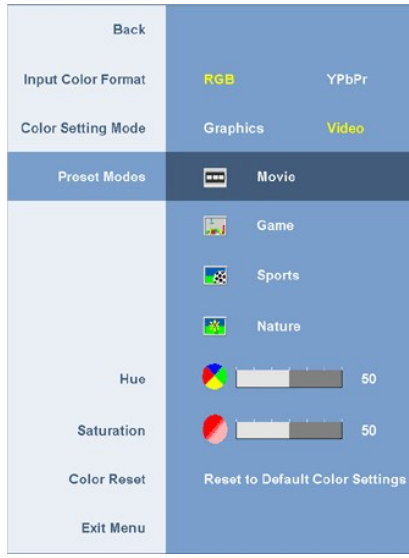 Back
Input Color Format RGB YPbPr
Color Setting Mode Graphics Video
Preset Modes Movie
Game
Sports
Nature
Hue 50
Saturation 50
Color Reset Reset to Default Color Settings
Exit Menu